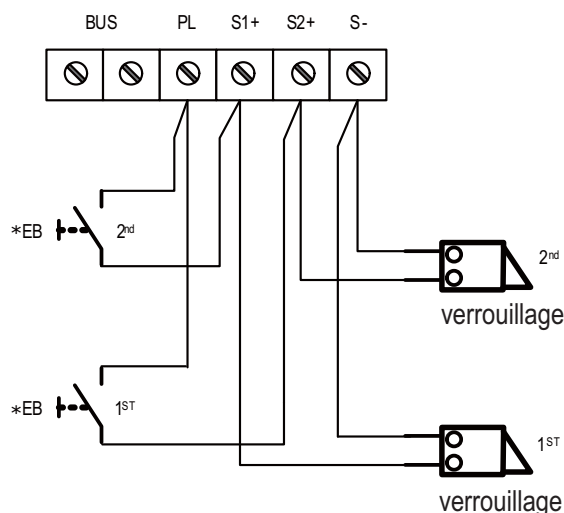 BUS PL S1+ S2+ S-
*EB 2nd
2nd
verrouillage
*EB 1ST
1ST
verrouillage